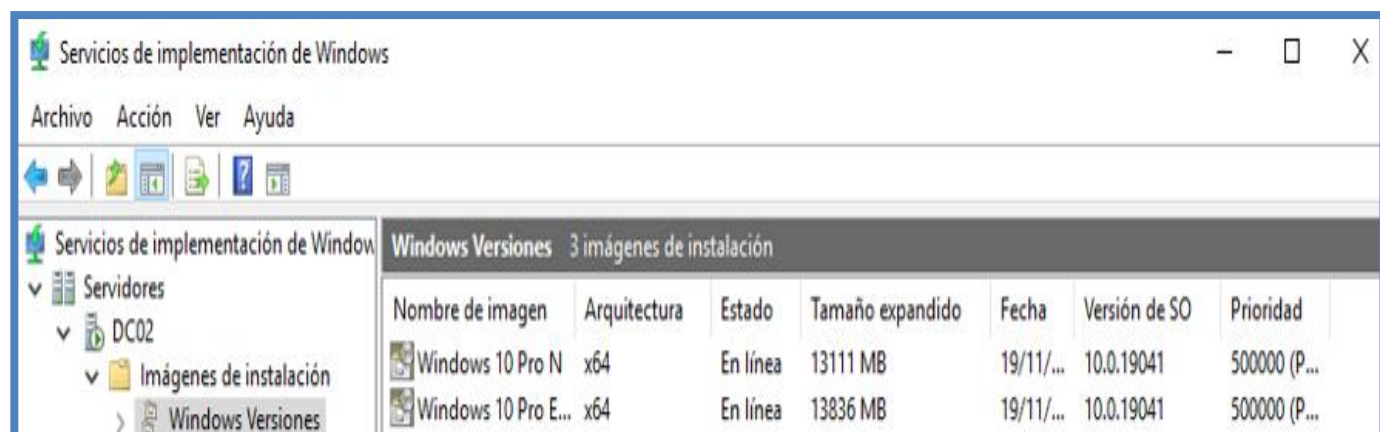 Servicios de implementación de Windows
Archivo Acción Ver Ayuda
Servicios de implementación de Window
Servidores
DC02
Imágenes de instalación
Windows Versiones
Windows Versiones 3 imágenes de instalación
Nombre de imagen Arquitectura Estado Tamaño expandido Fecha Versión de SO Prioridad
Windows 10 Pro N x64 En línea 13111 MB 19/11/... 10.0.19041 500000 (P...
Windows 10 Pro E... x64 En línea 13836 MB 19/11/... 10.0.19041 500000 (P...